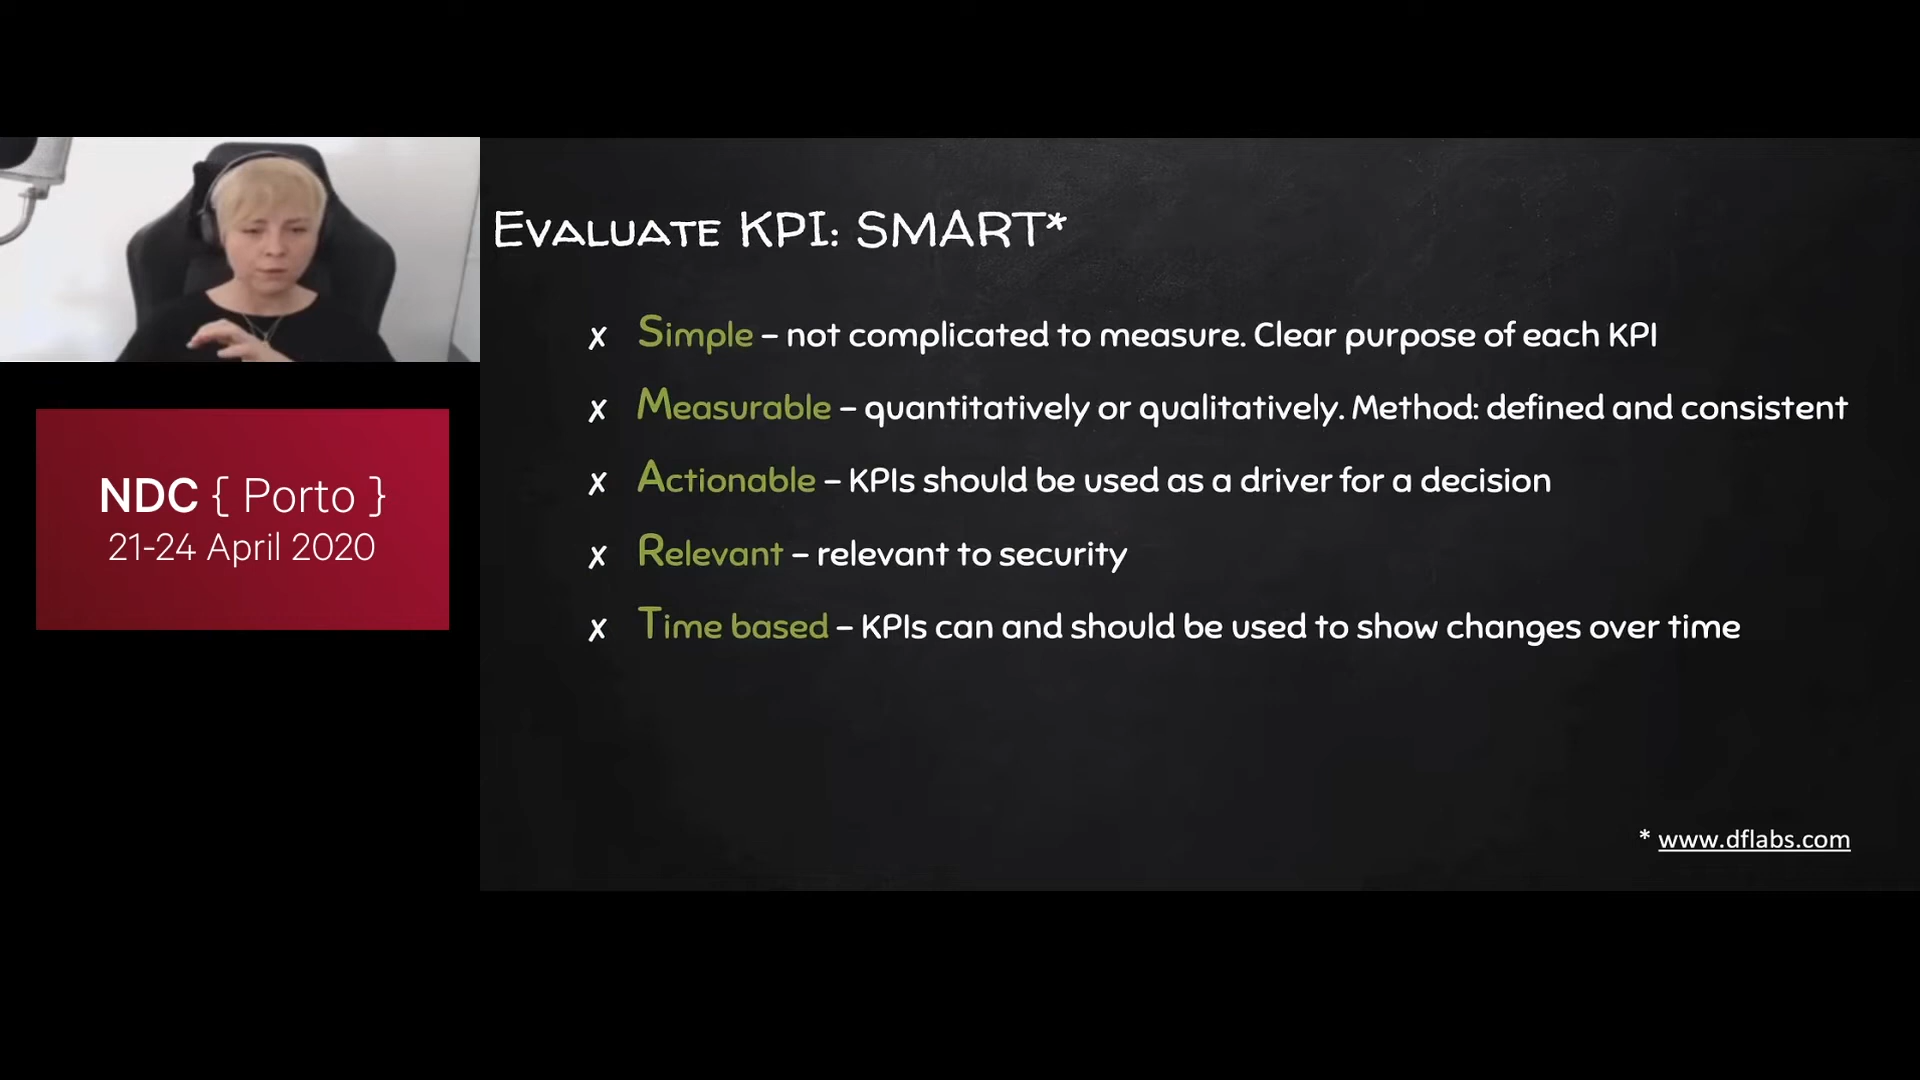 Evaluate KPI: SMART*
x Simple – not complicated to measure. Clear purpose of each KPI
x Measurable – quantitatively or qualitatively. Method: defined and consistent
x Actionable – KPIs should be used as a driver for a decision
x Relevant – relevant to security
x Time based – KPIs can and should be used to show changes over time
* www.dflabs.com
NDC { Porto }
21-24 April 2020